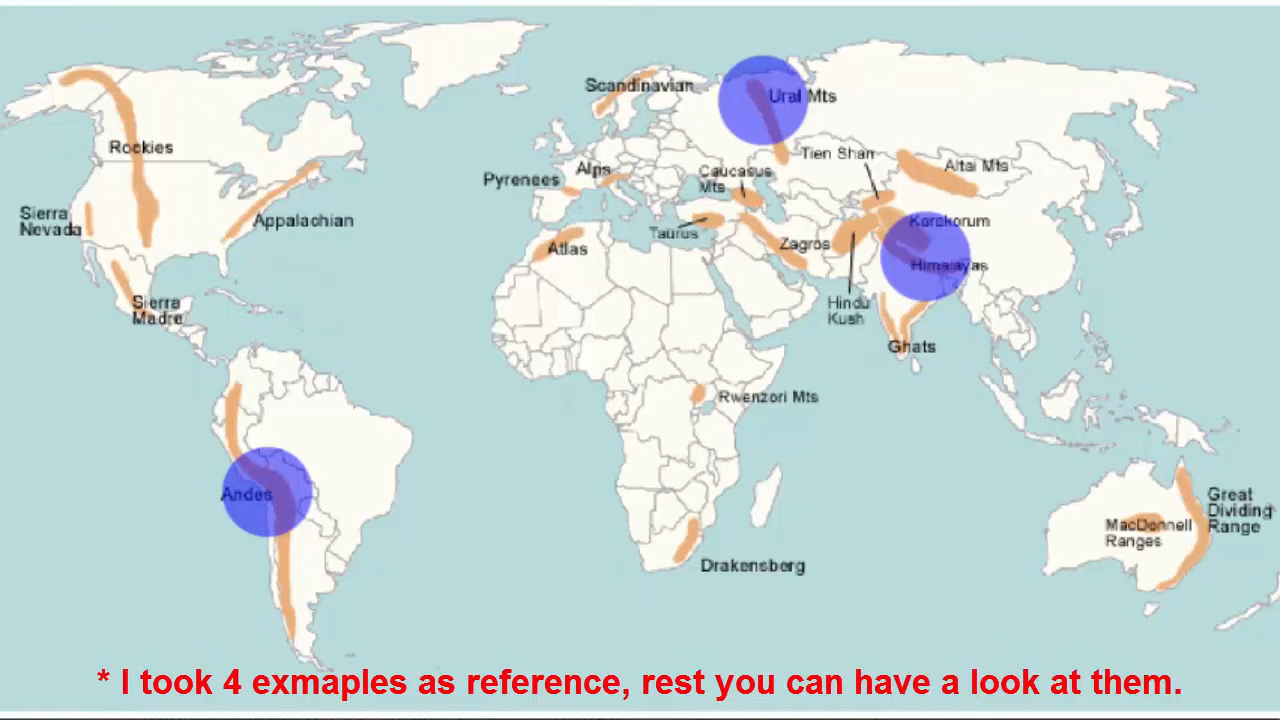 Scandinavian
Ural Mts
Rockies
Tien Shan
Altai Mts
Alps
Caucasus
Mts
Pyrenees
Sierra
Nevada
Appalachian
Karakorum
Taurus
Zagros
Atlas
Himalayas
Sierra
Madre
Hindu
Kush
Ghats
Rwenzori Mts
Andes
Great
Dividing
Range
MacDonnell
Ranges
Drakensberg
* I took 4 exmaples as reference, rest you can have a look at them.